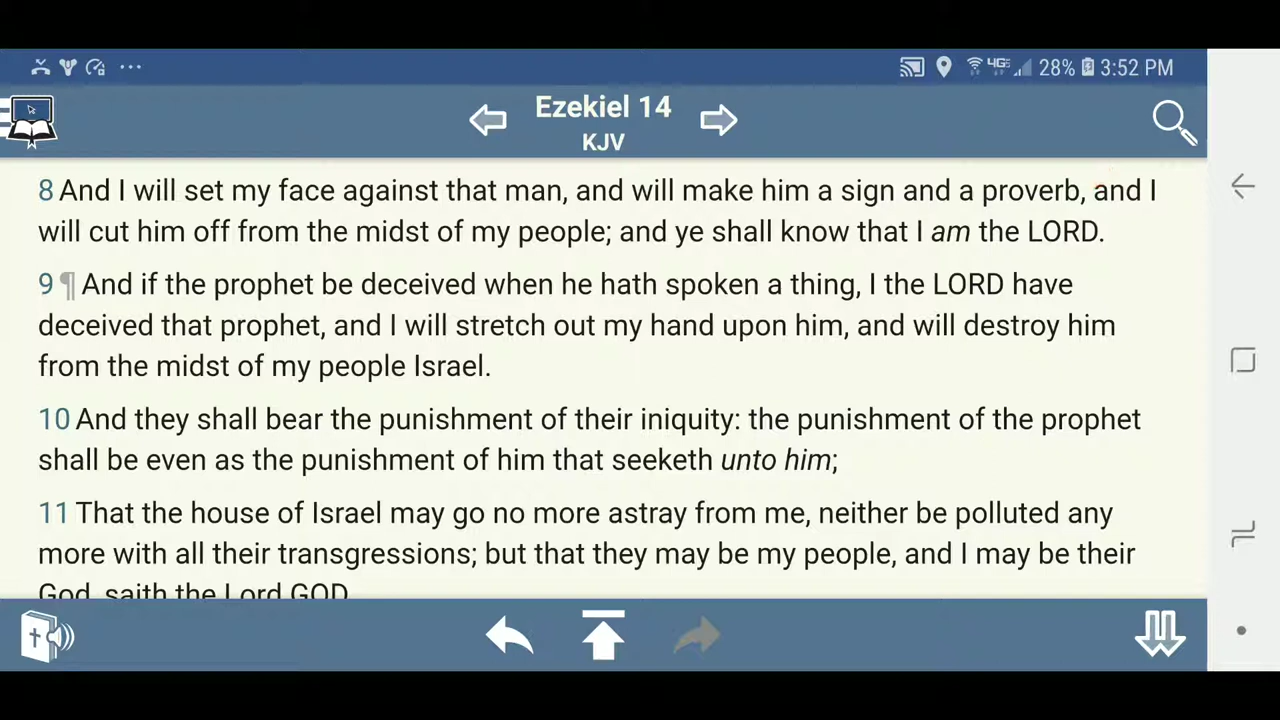 4G 28% 3:52 PM
Ezekiel 14
KJV
8 And I will set my face against that man, and will make him a sign and a proverb, and I
will cut him off from the midst of my people; and ye shall know that I am the LORD.
9 ¶ And if the prophet be deceived when he hath spoken a thing, I the LORD have
deceived that prophet, and I will stretch out my hand upon him, and will destroy him
from the midst of my people Israel.
10 And they shall bear the punishment of their iniquity: the punishment of the prophet
shall be even as the punishment of him that seeketh unto him;
11 That the house of Israel may go no more astray from me, neither be polluted any
more with all their transgressions; but that they may be my people, and I may be their
God, saith the Lord GOD.